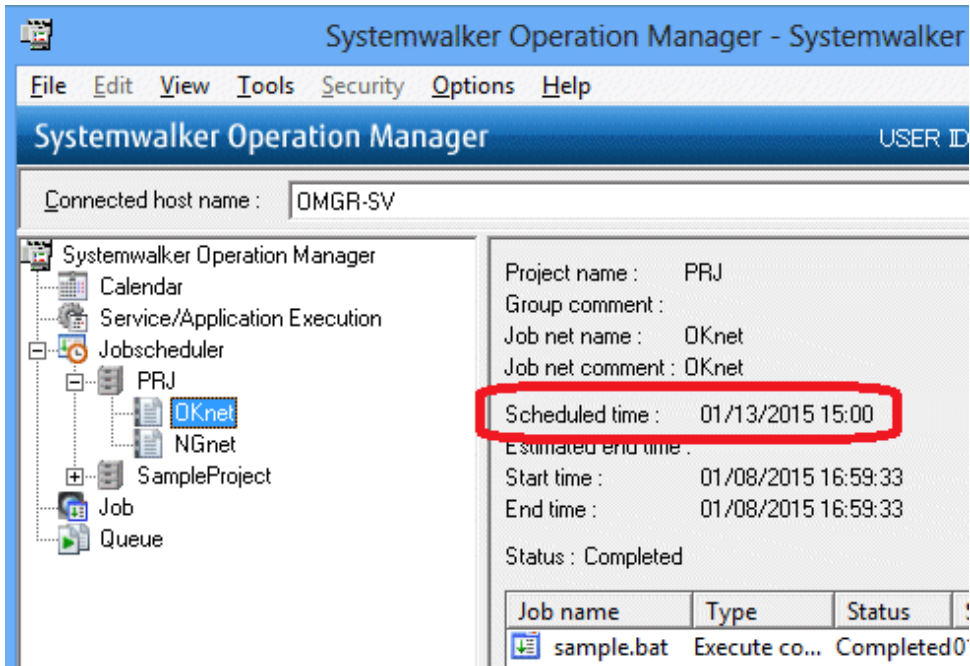 Systemwalker Operation Manager - Systemwalker
File Edit View Tools Security Options Help
Systemwalker Operation Manager USER ID
Connected host name : OMGR-SV
Systemwalker Operation Manager
Calendar
Service/Application Execution
Jobscheduler
PRJ
OKnet
NGnet
SampleProject
Job
Queue
Project name : PRJ
Group comment :
Job net name : OKnet
Job net comment : OKnet
Scheduled time : 01/13/2015 15:00
Estimated end time :
Start time : 01/08/2015 16:59:33
End time : 01/08/2015 16:59:33
Status : Completed
Job name Type Status
sample.bat Execute co... Completed